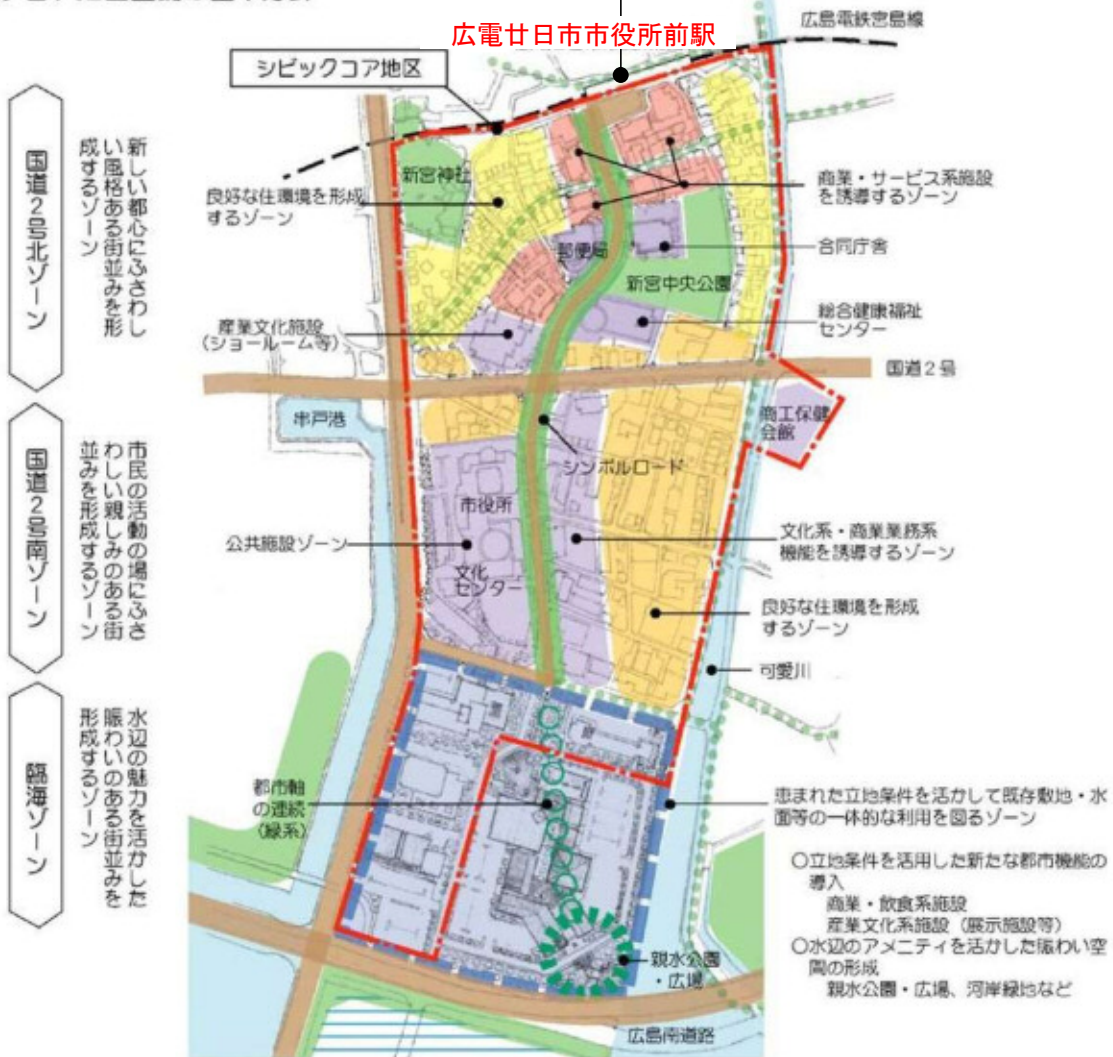 広島電鉄宮島線
広電廿日市市役所前駅
シビックコア地区
国道2号北ゾーン
新しい都心にふさわし
い風格ある街並みを形
成するゾーン
新宮神社
良好な住環境を形成
するゾーン
商業・サービス系施設
を誘導するゾーン
郵便局
合同庁舎
新宮中央公園
総合健康福祉
センター
産業文化施設
(ショールーム等)
国道2号
国道2号南ゾーン
市民の活動の場にふさ
わしい親しみのある街
並みを形成するゾーン
串戸港
商工保健
会館
シンボルロード
市役所
公共施設ゾーン
文化
センター
文化系・商業業務系
機能を誘導するゾーン
良好な住環境を形成
するゾーン
可愛川
臨海ゾーン
水辺の魅力を活かした
賑わいのある街並みを
形成するゾーン
都市軸
の連続
(緑系)
恵まれた立地条件を活かして既存敷地・水
面等の一体的な利用を図るゾーン
○立地条件を活用した新たな都市機能の
導入
商業・飲食系施設
産業文化系施設(展示施設等)
○水辺のアメニティを活かした賑わい空
間の形成
親水公園・広場、河岸緑地など
親水公園
・広場
広島南道路